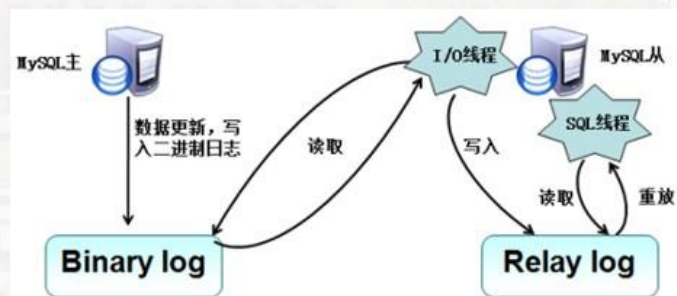 MySQL主
I/O线程
MySQL从
SQL线程
数据更新，写
入二进制日志
读取
写入
读取
重放
Binary log
Relay log